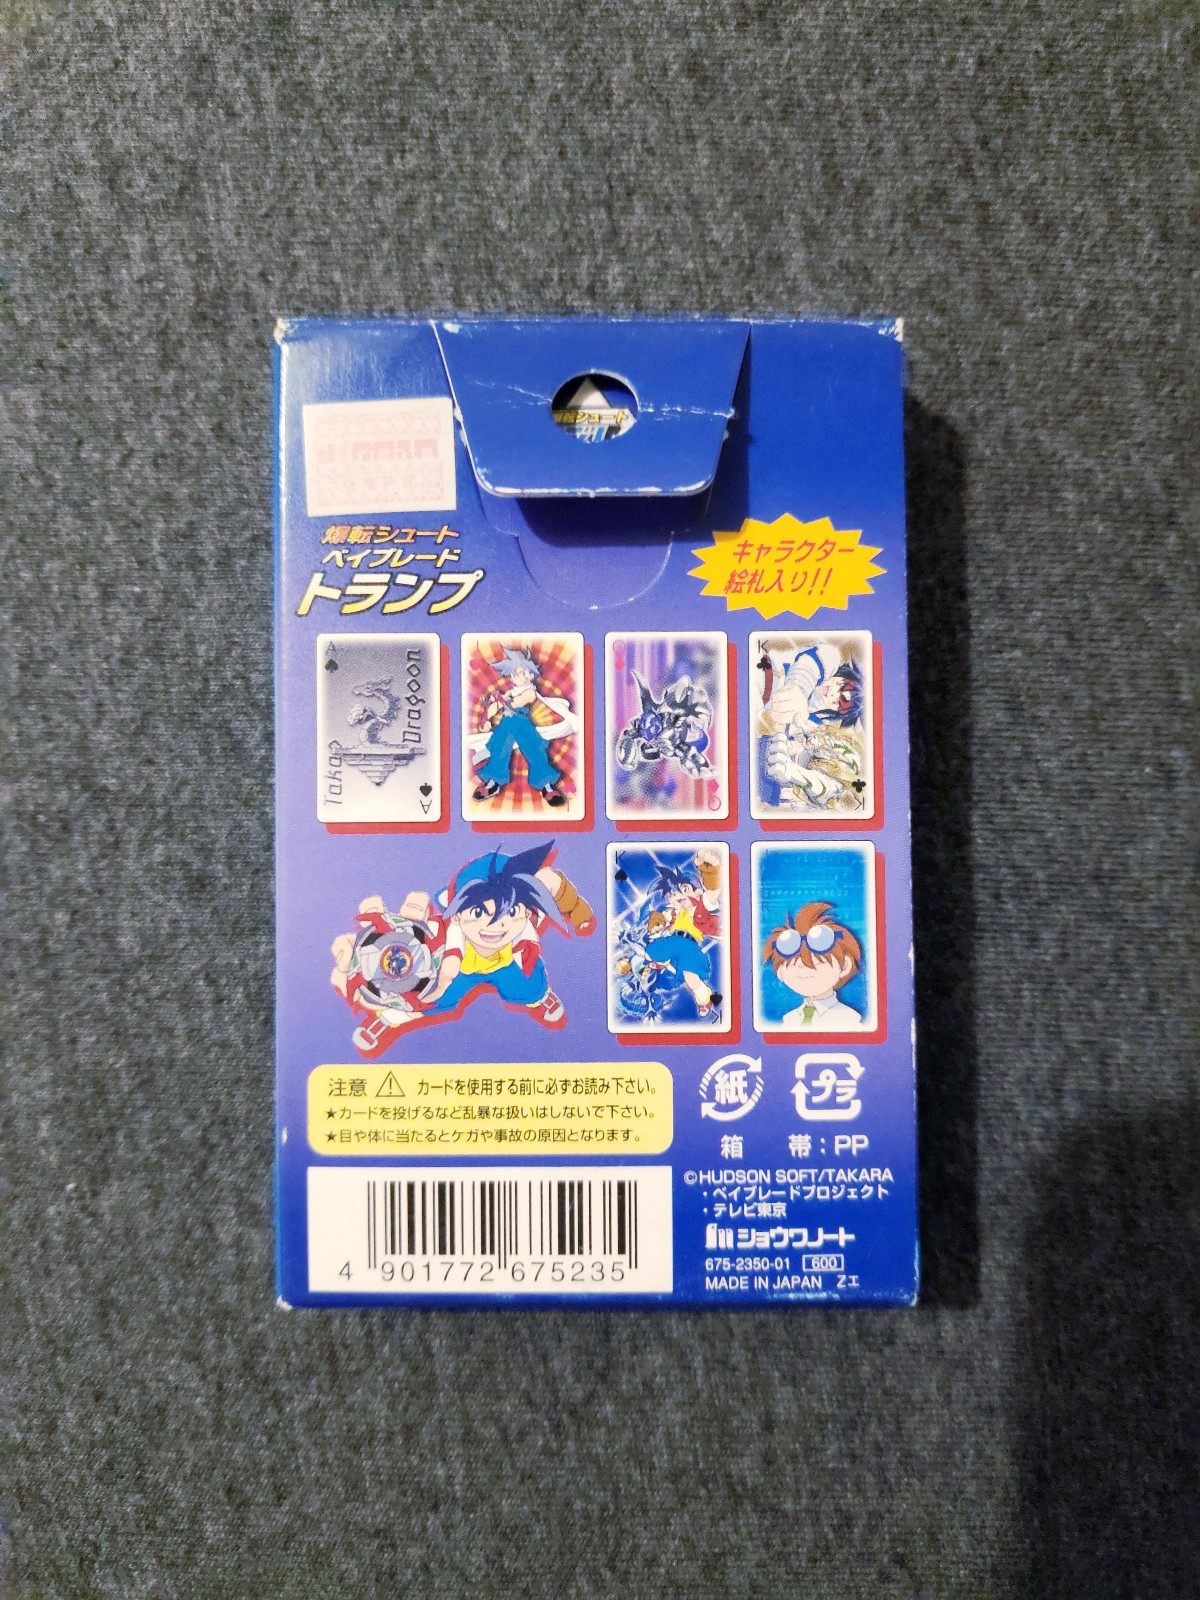 転シュート
爆転シュート
ベイブレード
トランプ
キャラクター
絵札入り!!
A
Takao
Dragoon
A
J
J
Q
Q
K
K
K
K
注意 カードを使用する前に必ずお読み下さい。
★カードを投げるなど乱暴な扱いはしないで下さい。
★目や体に当たるとケガや事故の原因となります。
紙
プラ
箱 帯:PP
©HUDSON SOFT/TAKARA
・ベイブレードプロジェクト
・テレビ東京
ショウワノート
675-2350-01 600
MADE IN JAPAN ZI
4 901772 675235